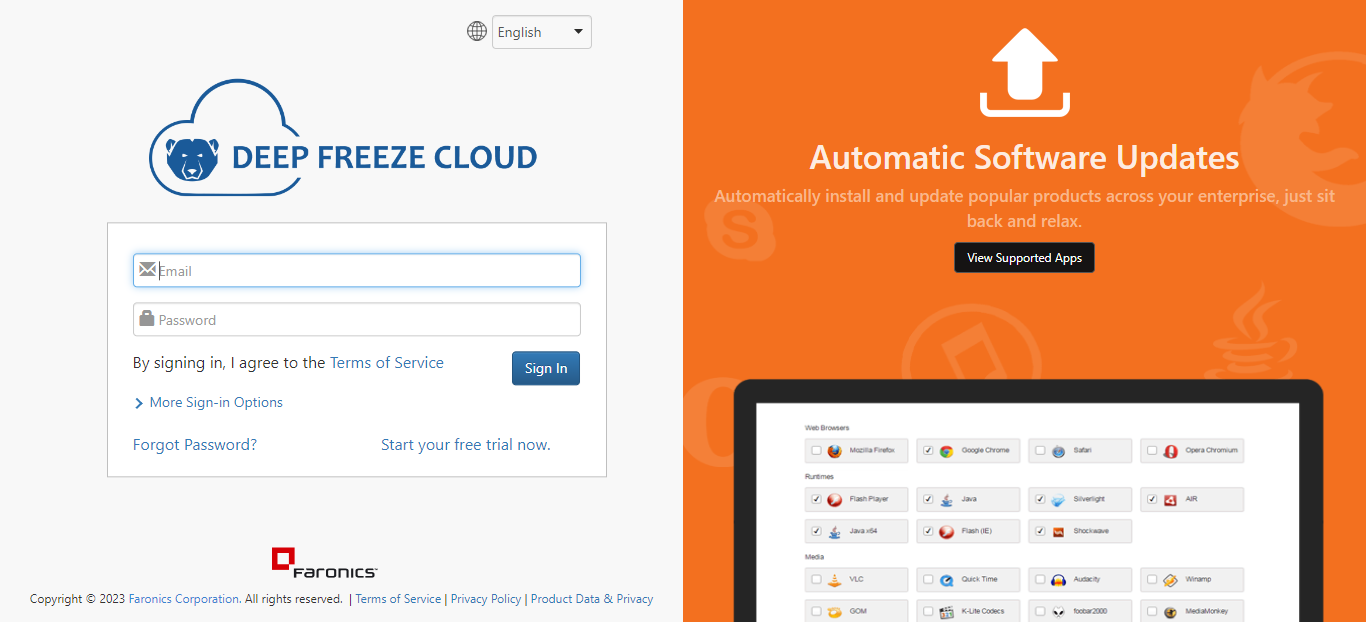 English
DEEP FREEZE CLOUD
Email
Password
By signing in, I agree to the Terms of Service
Sign In
More Sign-in Options
Forgot Password?
Start your free trial now.
FARONICS
Copyright © 2023 Faronics Corporation. All rights reserved. | Terms of Service | Privacy Policy | Product Data & Privacy
Automatic Software Updates
Automatically install and update popular products across your enterprise, just sit
back and relax.
View Supported Apps
Web Browsers
Mozilla Firefox
Google Chrome
Safari
Opera Chromium
Runtimes
Flash Player
Java
Silverlight
AIR
Java x64
Flash (IE)
Shockwave
Media
VLC
Quick Time
Audacity
Winamp
GOM
K-Lite Codecs
foobar2000
MediaMonkey